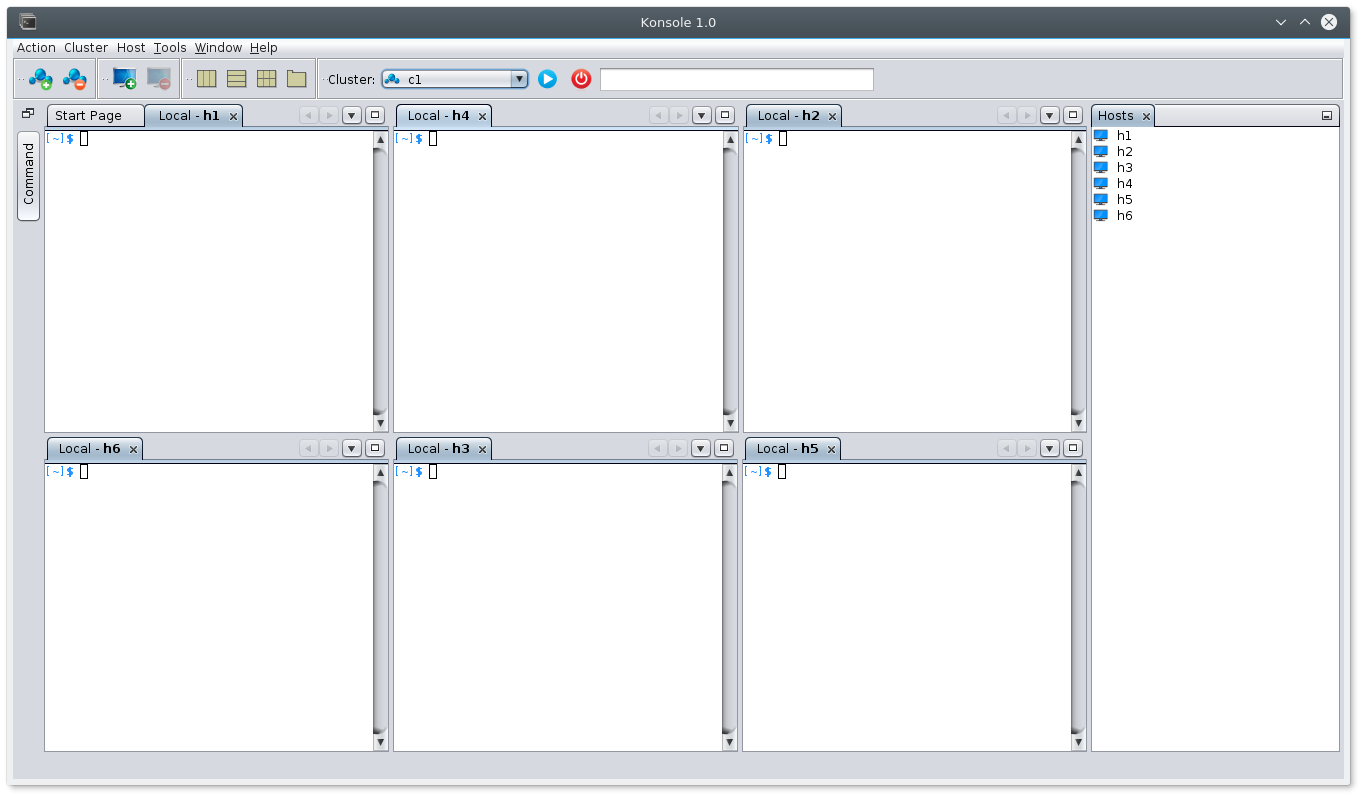 Konsole 1.0
Action Cluster Host Tools Window Help
Cluster: c1
Command
Start Page Local - h1 Local - h4 Local - h2 Hosts
[~]$ [~]$ [~]$
h1
h2
h3
h4
h5
h6
Local - h6 Local - h3 Local - h5
[~]$ [~]$ [~]$